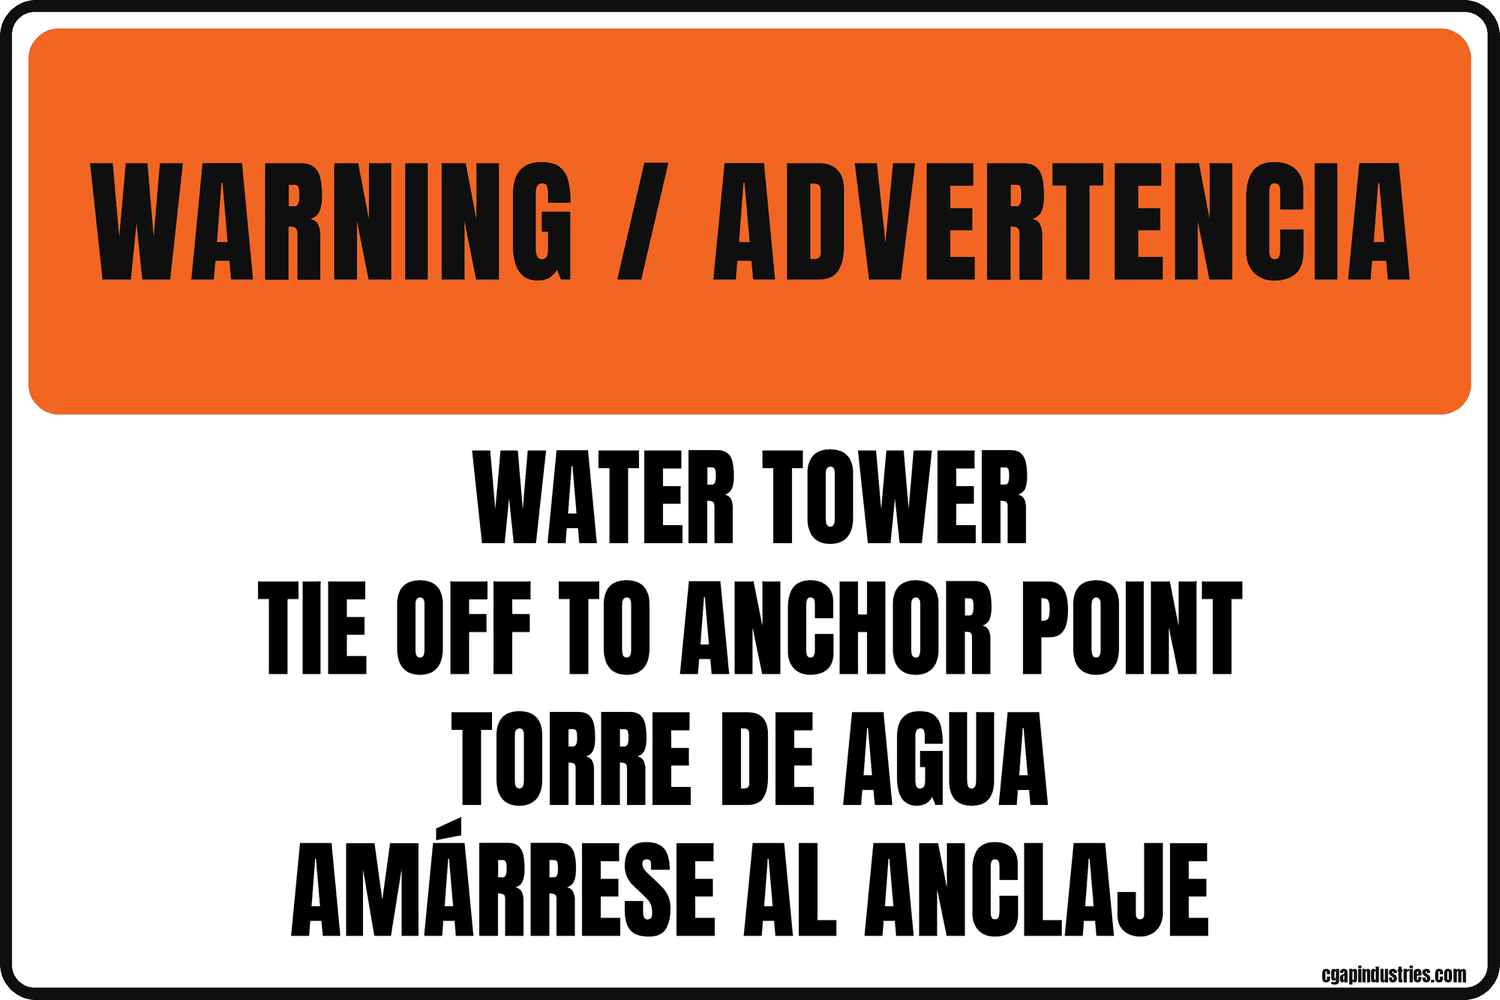 WARNING / ADVERTENCIA
WATER TOWER
TIE OFF TO ANCHOR POINT
TORRE DE AGUA
AMÁRRESE AL ANCLAJE
cgapindustries.com